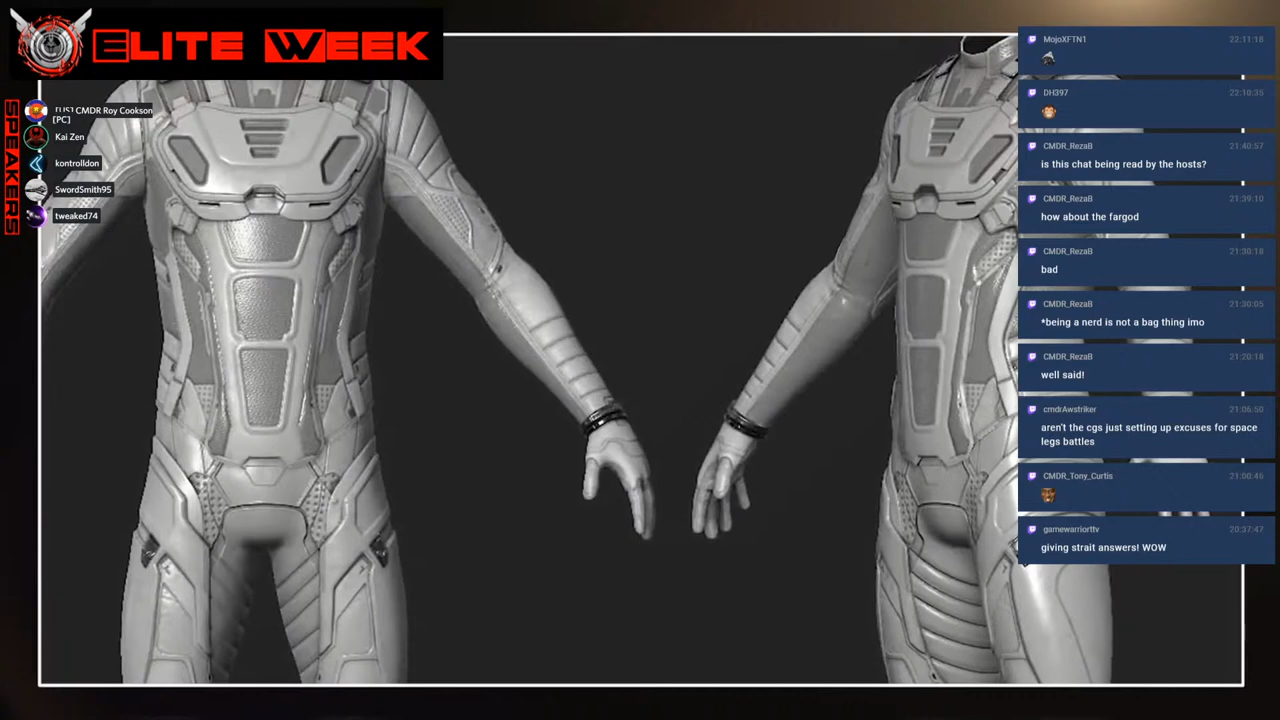 ELITE WEEK
SPEAKERS
[US] CMDR Roy Cookson
[PC]
Kai Zen
kontrolldon
SwordSmith95
tweaked74
MojoXFTN1 22:11:18
DH397 22:10:35
CMDR_RezaB 21:40:57
is this chat being read by the hosts?
CMDR_RezaB 21:39:10
how about the fargod
CMDR_RezaB 21:30:18
bad
CMDR_RezaB 21:30:05
*being a nerd is not a bag thing imo
CMDR_RezaB 21:20:18
well said!
cmdrAwstriker 21:06:50
aren't the cgs just setting up excuses for space
legs battles
CMDR_Tony_Curtis 21:00:46
gamewarriorttv 20:37:47
giving strait answers! WOW